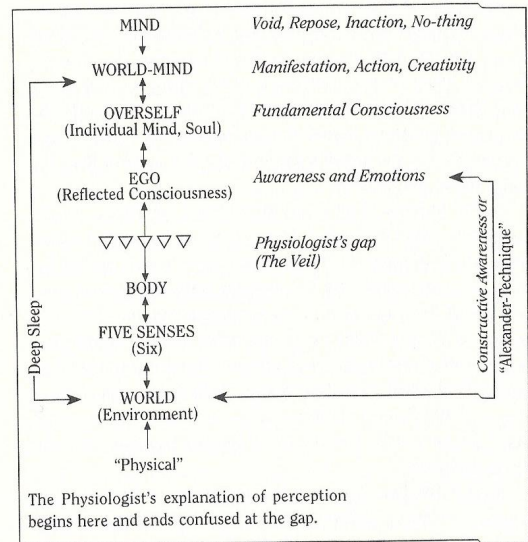 MIND
Void, Repose, Inaction, No-thing
WORLD-MIND
Manifestation, Action, Creativity
OVERSELF
(Individual Mind, Soul)
Fundamental Consciousness
EGO
(Reflected Consciousness)
Awareness and Emotions
Physiologist's gap
(The Veil)
BODY
FIVE SENSES
(Six)
WORLD
(Environment)
"Physical"
Deep Sleep
Constructive Awareness or
"Alexander-Technique"
The Physiologist's explanation of perception
begins here and ends confused at the gap.